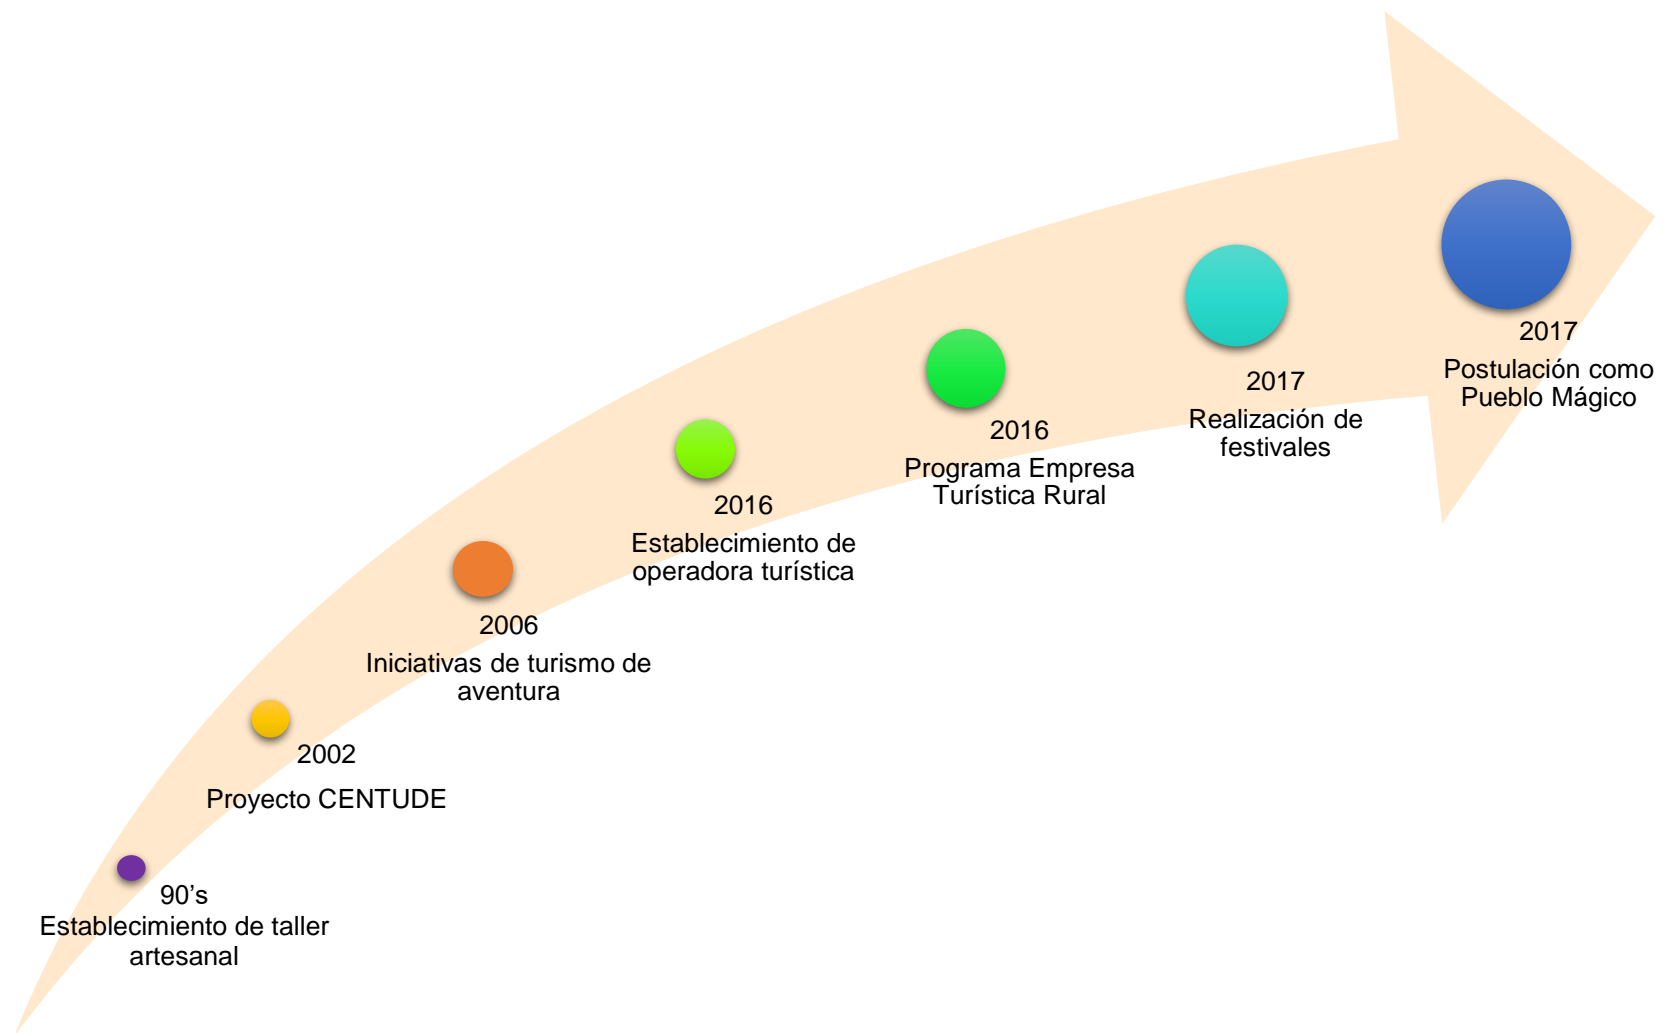 90’s
Establecimiento de taller
artesanal
2002
Proyecto CENTUDE
2006
Iniciativas de turismo de
aventura
2016
Establecimiento de
operadora turística
2016
Programa Empresa
Turística Rural
2017
Realización de
festivales
2017
Postulación como
Pueblo Mágico